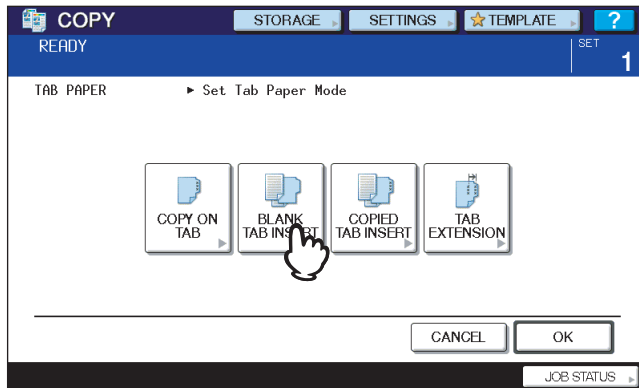 COPY STORAGE SETTINGS TEMPLATE ?
READY SET
1
TAB PAPER ► Set Tab Paper Mode
COPY ON
TAB
BLANK
TAB INSERT
COPIED
TAB INSERT
TAB
EXTENSION
CANCEL OK
JOB STATUS